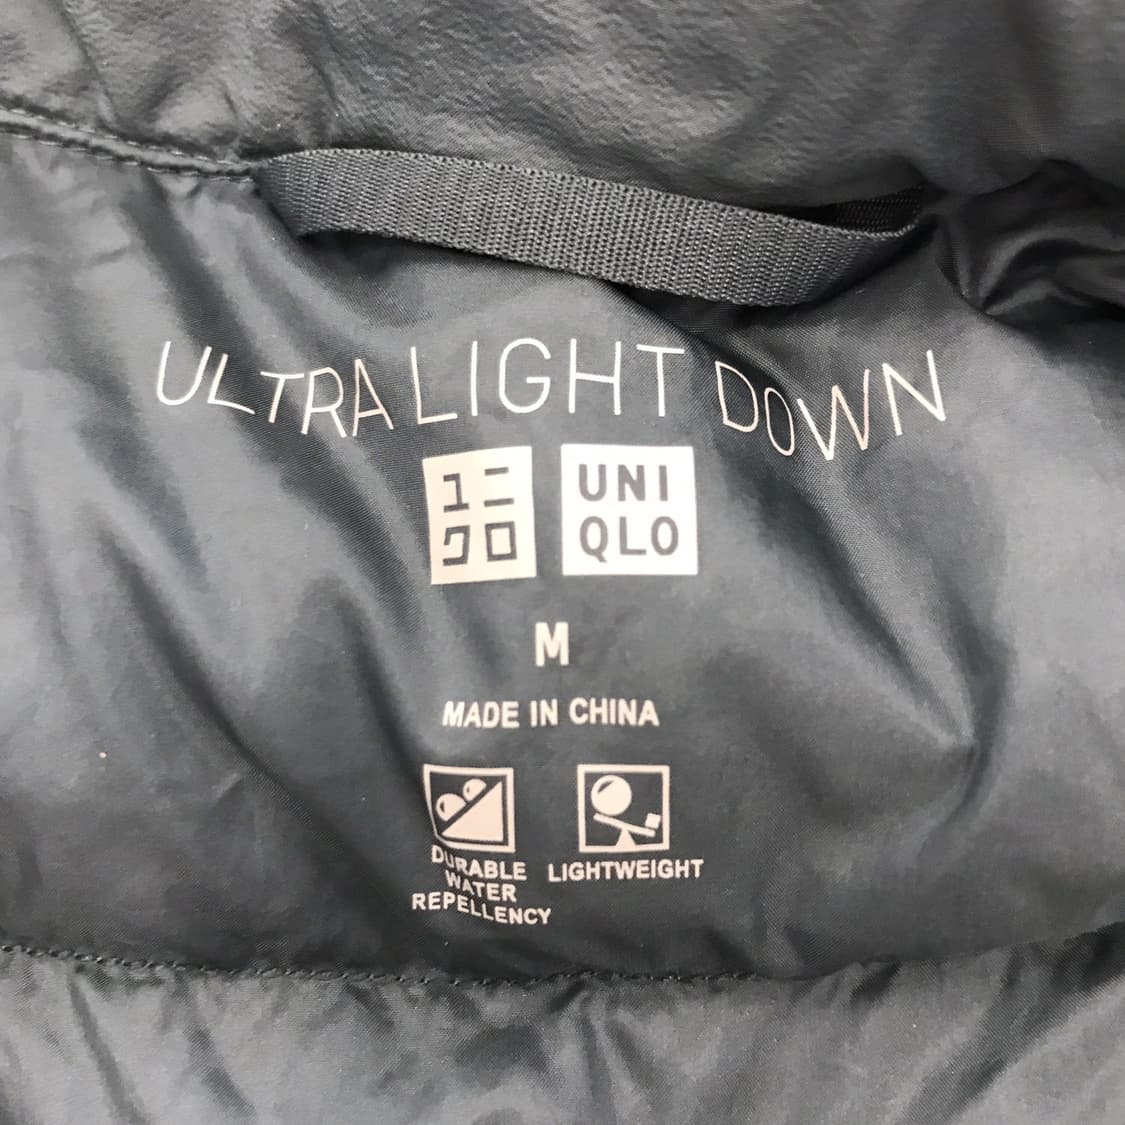 ULTRA LIGHT DOWN
ユニ
クロ
UNI
QLO
M
MADE IN CHINA
DURABLE
WATER
REPELLENCY
LIGHTWEIGHT